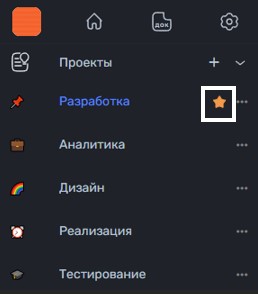 док
Проекты
Разработка
Аналитика
Дизайн
Реализация
Тестирование